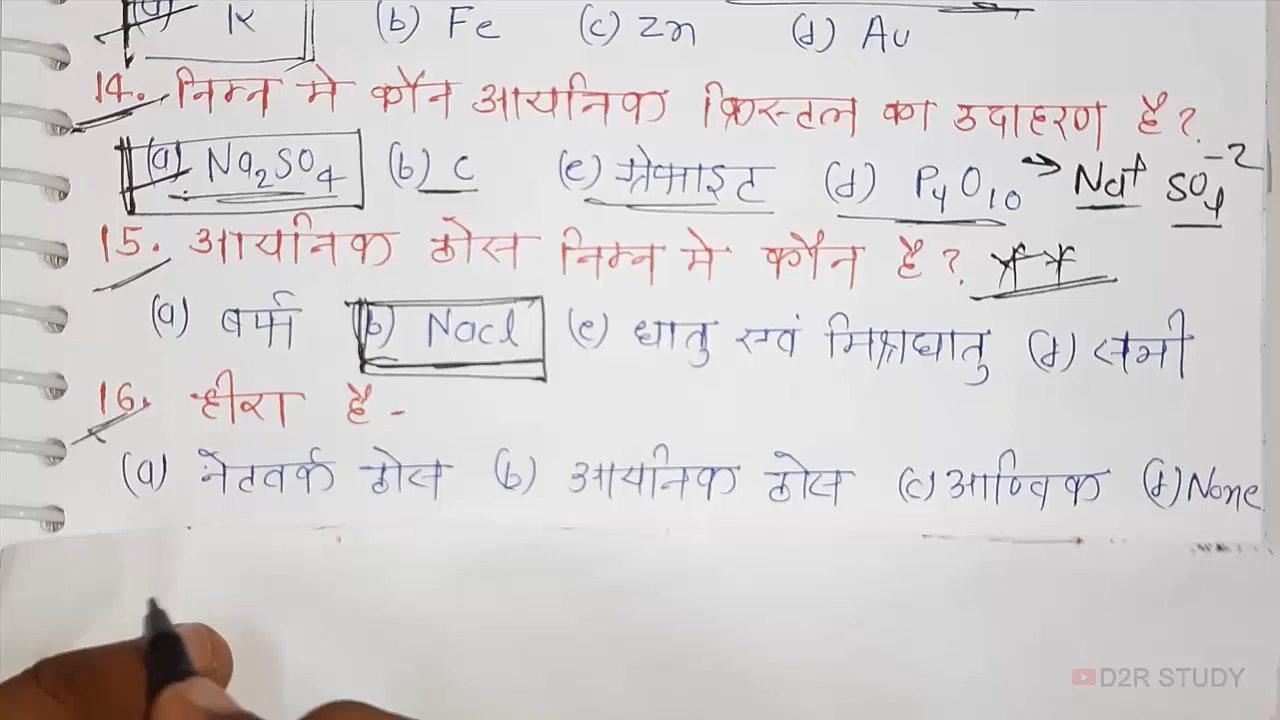 (a) K (b) Fe (c) Zn (d) Au
14. निम्न मे कौन आयनिक क्रिस्टल का उदाहरण है?
(a) Na₂SO₄ (b) C (c) ग्रेफाइट (d) P₄O₁₀ → Na⁺ SO₄⁻²
15. आयनिक ठोस निम्न मे कौन है? **
(a) बर्फ (b) NaCl (c) धातु एवं मिश्रधातु (d) सभी
16. हीरा है -
(a) नेटवर्क ठोस (b) आयनिक ठोस (c) आण्विक (d) None
D2R STUDY